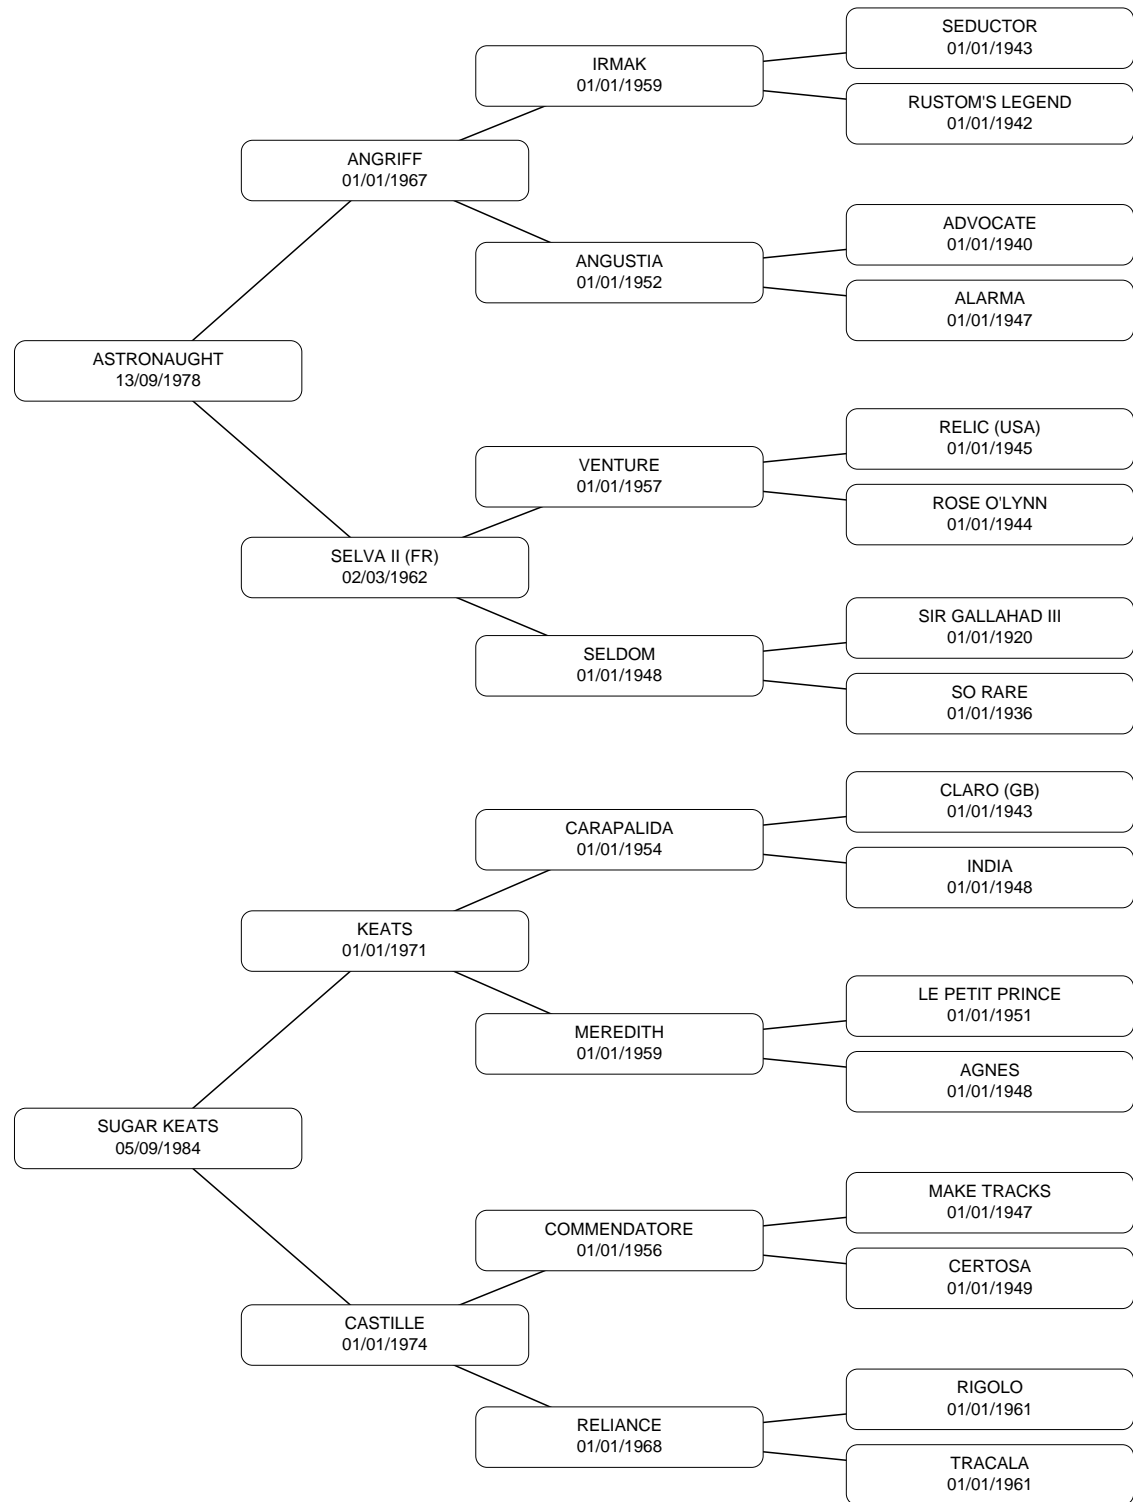 SEDUCTOR
01/01/1943
IRMAK
01/01/1959
RUSTOM'S LEGEND
01/01/1942
ANGRIFF
01/01/1967
ADVOCATE
01/01/1940
ANGUSTIA
01/01/1952
ALARMA
01/01/1947
ASTRONAUGHT
13/09/1978
RELIC (USA)
01/01/1945
VENTURE
01/01/1957
ROSE O'LYNN
01/01/1944
SELVA II (FR)
02/03/1962
SIR GALLAHAD III
01/01/1920
SELDOM
01/01/1948
SO RARE
01/01/1936
CLARO (GB)
01/01/1943
CARAPALIDA
01/01/1954
INDIA
01/01/1948
KEATS
01/01/1971
LE PETIT PRINCE
01/01/1951
MEREDITH
01/01/1959
AGNES
01/01/1948
SUGAR KEATS
05/09/1984
MAKE TRACKS
01/01/1947
COMMENDATORE
01/01/1956
CERTOSA
01/01/1949
CASTILLE
01/01/1974
RIGOLO
01/01/1961
RELIANCE
01/01/1968
TRACALA
01/01/1961